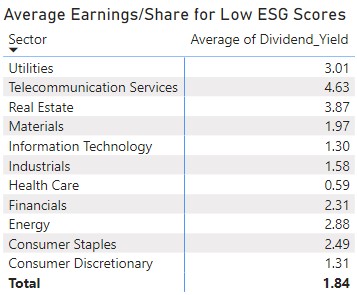 Average Earnings/Share for Low ESG Scores
Sector Average of Dividend_Yield
Utilities 3.01
Telecommunication Services 4.63
Real Estate 3.87
Materials 1.97
Information Technology 1.30
Industrials 1.58
Health Care 0.59
Financials 2.31
Energy 2.88
Consumer Staples 2.49
Consumer Discretionary 1.31
Total 1.84